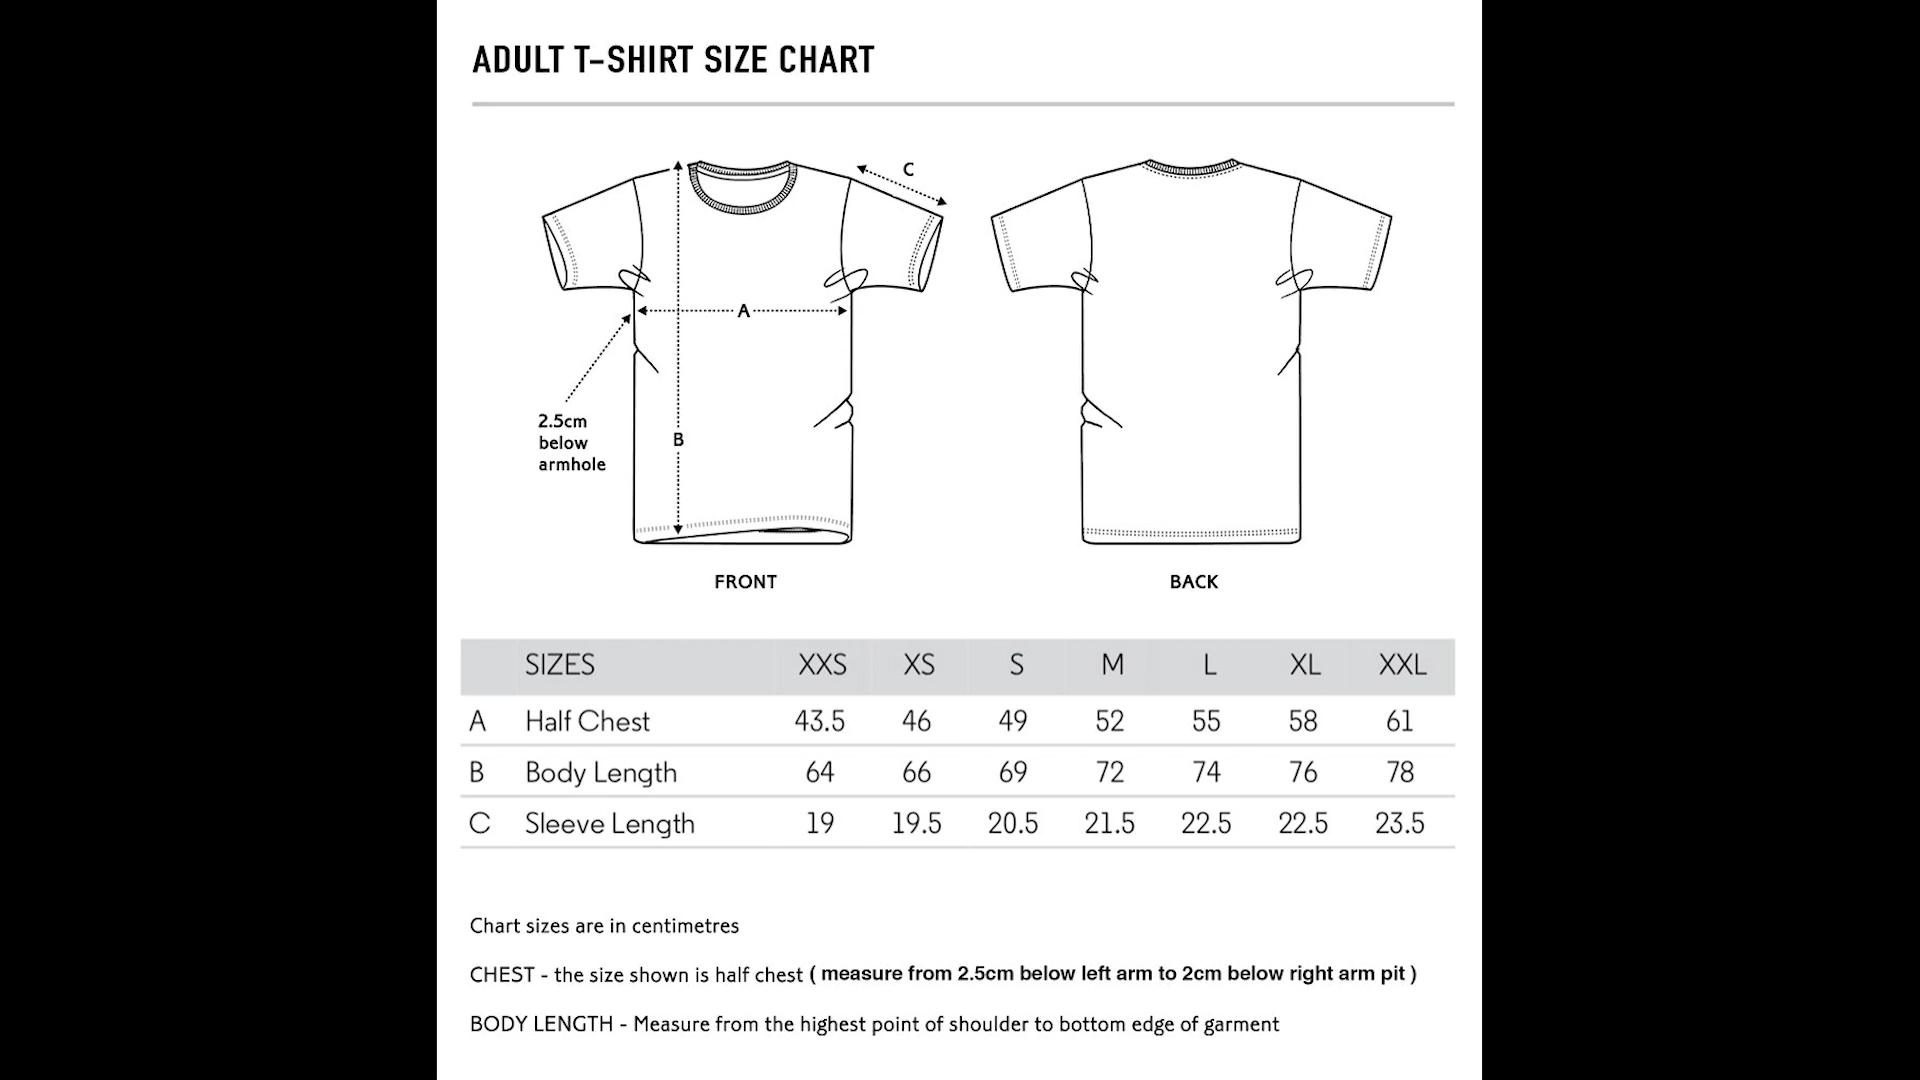 ADULT T-SHIRT SIZE CHART
C
A
2.5cm
below
armhole
B
FRONT
BACK
SIZES XXS XS S M L XL XXL
A Half Chest 43.5 46 49 52 55 58 61
B Body Length 64 66 69 72 74 76 78
C Sleeve Length 19 19.5 20.5 21.5 22.5 22.5 23.5
Chart sizes are in centimetres
CHEST - the size shown is half chest ( measure from 2.5cm below left arm to 2cm below right arm pit )
BODY LENGTH - Measure from the highest point of shoulder to bottom edge of garment